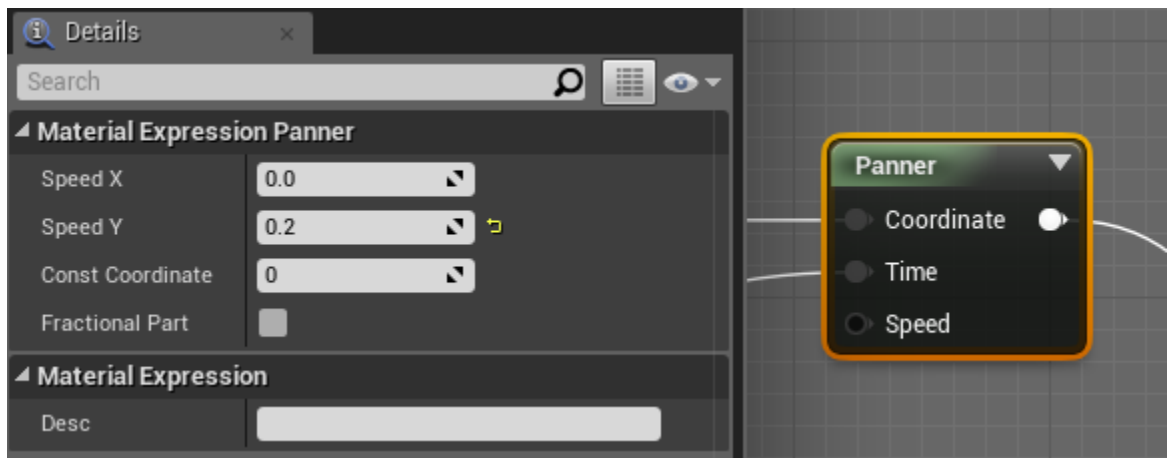 Details
Search
Material Expression Panner
Speed X 0.0
Speed Y 0.2
Const Coordinate 0
Fractional Part
Material Expression
Desc
Panner
Coordinate
Time
Speed